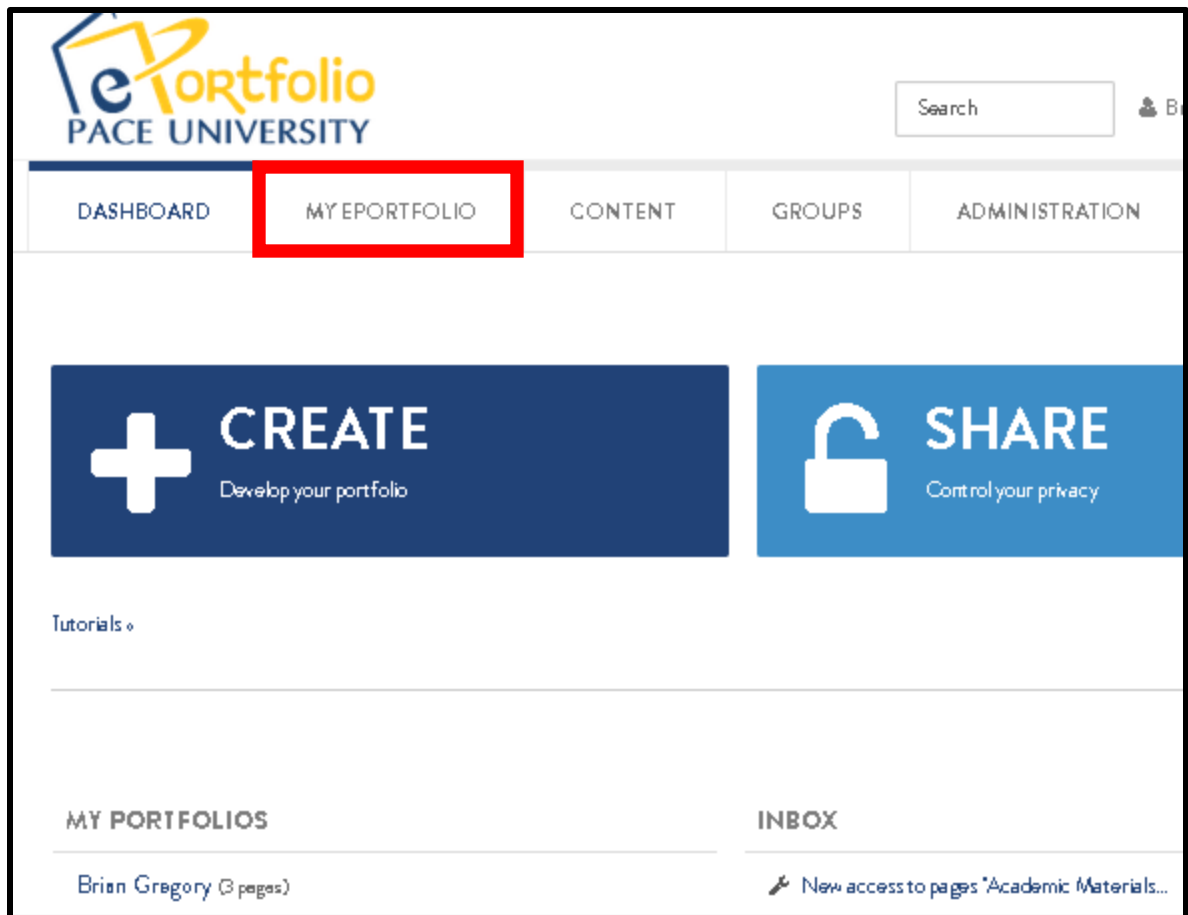 ePortfolio
PACE UNIVERSITY
Search
DASHBOARD MY EPORTFOLIO CONTENT GROUPS ADMINISTRATION
CREATE
Develop your portfolio
SHARE
Control your privacy
Tutorials »
MY PORTFOLIOS
Brian Gregory (3 pages)
INBOX
New access to pages "Academic Materials...